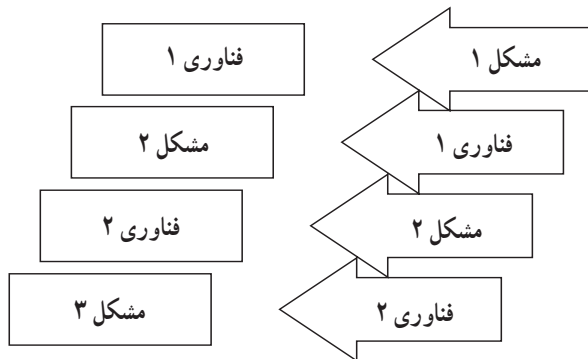 مشکل ۱
فناوری ۱
فناوری ۱
مشکل ۲
مشکل ۲
فناوری ۲
فناوری ۲
مشکل ۳